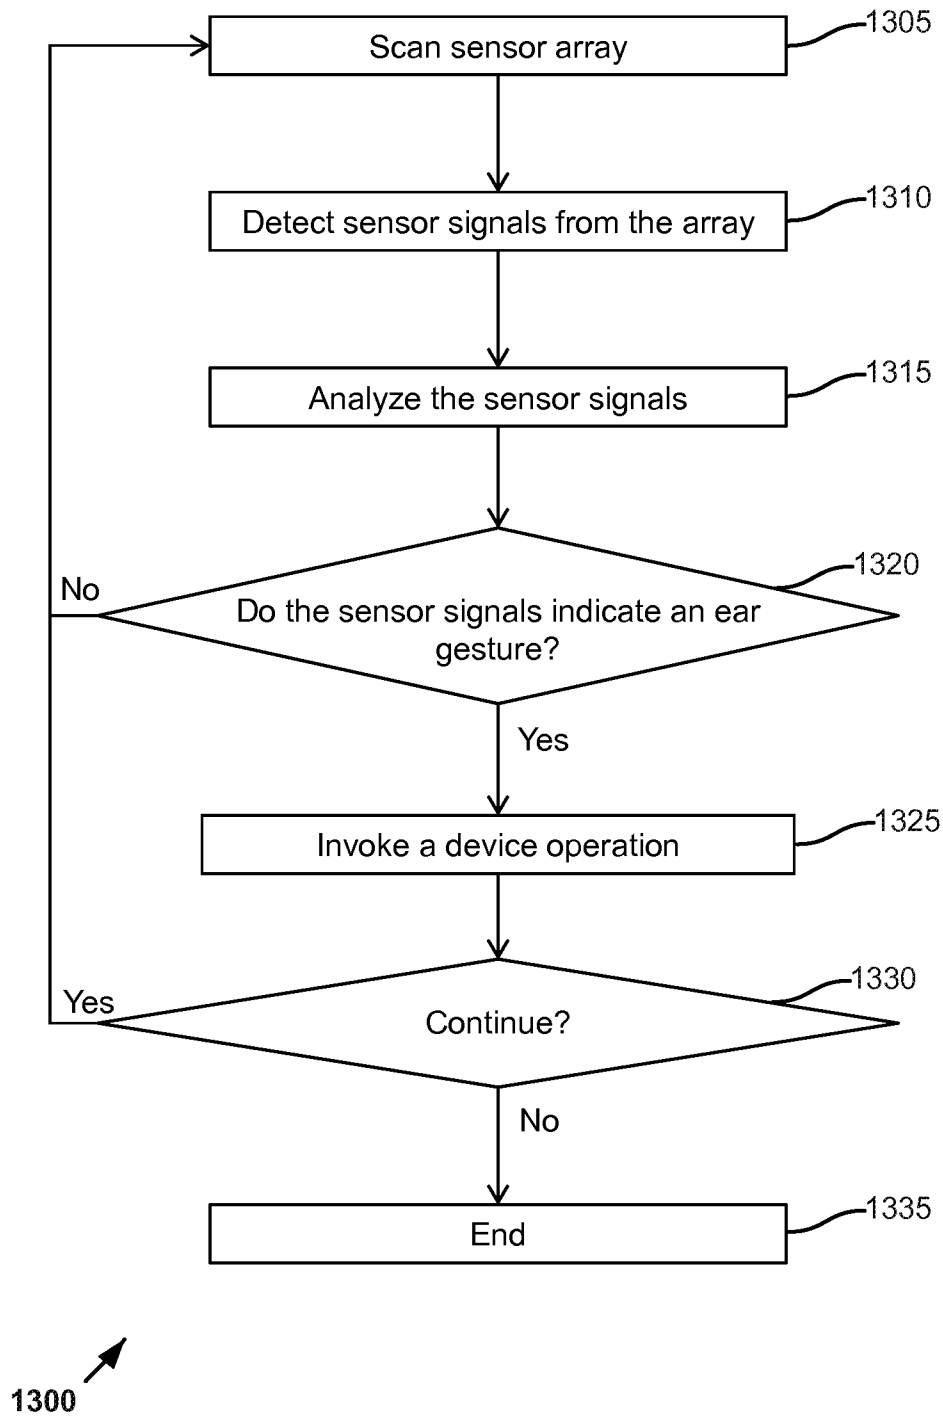 1305
Scan sensor array
1310
Detect sensor signals from the array
1315
Analyze the sensor signals
1320
No
Do the sensor signals indicate an ear
gesture?
Yes
1325
Invoke a device operation
1330
Yes
Continue?
No
1335
End
1300